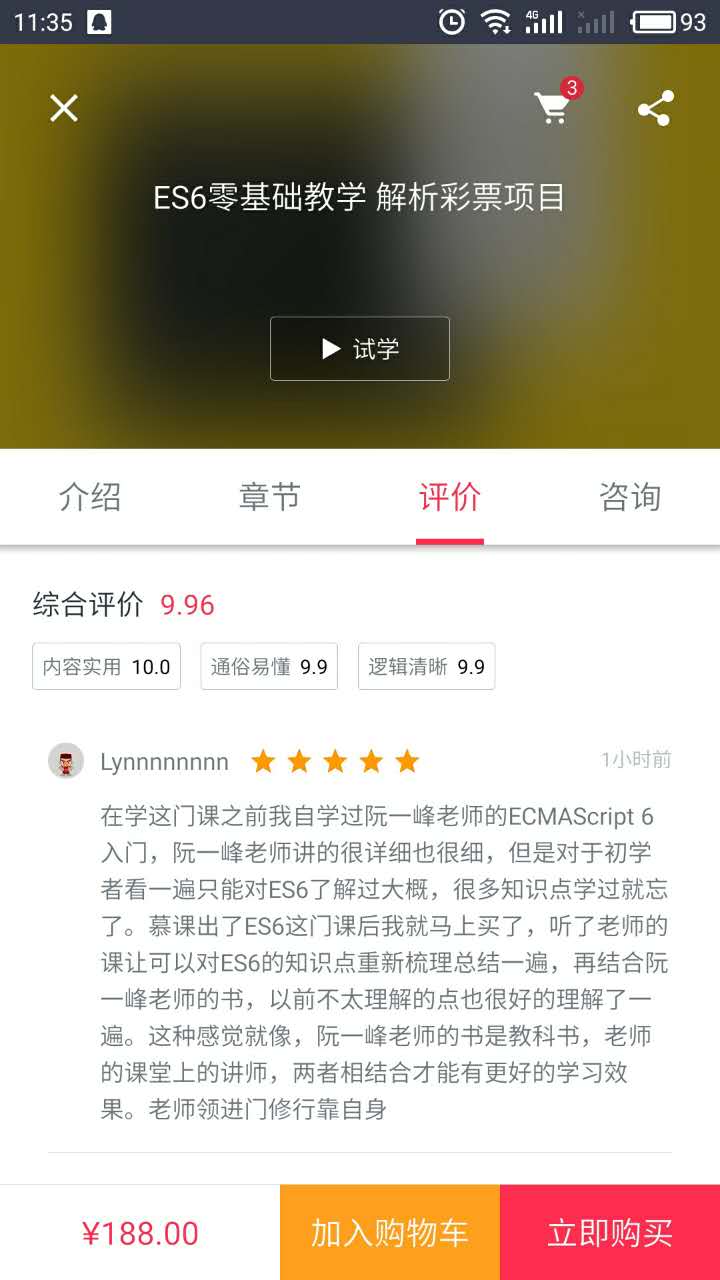 11:35
4G
93
3
ES6零基础教学 解析彩票项目
试学
介绍 章节 评价 咨询
综合评价 9.96
内容实用 10.0 通俗易懂 9.9 逻辑清晰 9.9
Lynnnnnnnn 1小时前
在学这门课之前我自学过阮一峰老师的ECMAScript 6
入门，阮一峰老师讲的很详细也很细，但是对于初学
者看一遍只能对ES6了解过大概，很多知识点学过就忘
了。慕课出了ES6这门课后我就马上买了，听了老师的
课让可以对ES6的知识点重新梳理总结一遍，再结合阮
一峰老师的书，以前不太理解的点也很好的理解了一
遍。这种感觉就像，阮一峰老师的书是教科书，老师
的课堂上的讲师，两者相结合才能有更好的学习效
果。老师领进门修行靠自身
¥188.00 加入购物车 立即购买